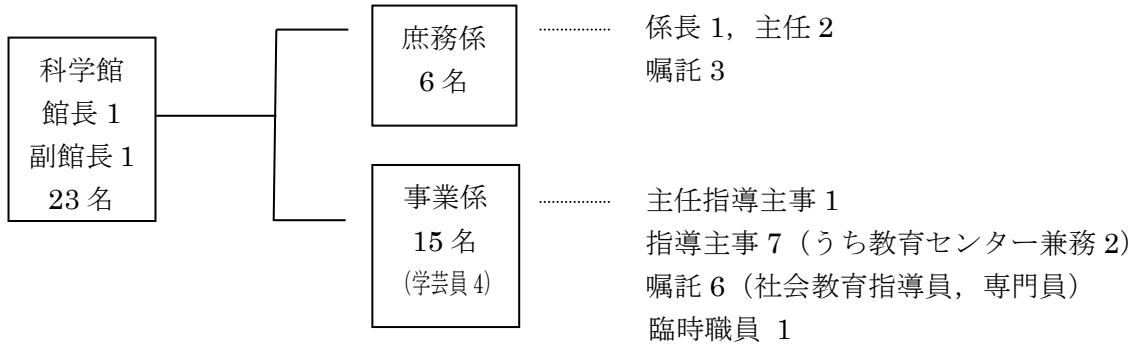 科学館
館長 1
副館長 1
23 名
庶務係
6 名
係長 1，主任 2
嘱託 3
事業係
15 名
(学芸員 4)
主任指導主事 1
指導主事 7（うち教育センター兼務 2）
嘱託 6（社会教育指導員，専門員）
臨時職員 1